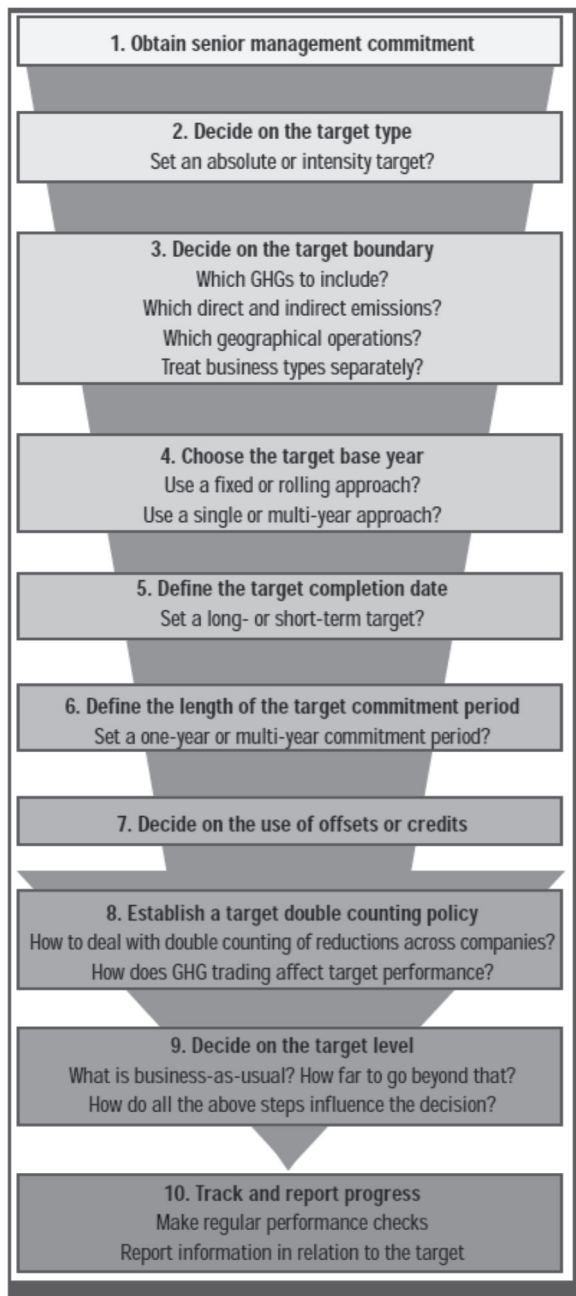 1. Obtain senior management commitment
2. Decide on the target type
Set an absolute or intensity target?
3. Decide on the target boundary
Which GHGs to include?
Which direct and indirect emissions?
Which geographical operations?
Treat business types separately?
4. Choose the target base year
Use a fixed or rolling approach?
Use a single or multi-year approach?
5. Define the target completion date
Set a long- or short-term target?
6. Define the length of the target commitment period
Set a one-year or multi-year commitment period?
7. Decide on the use of offsets or credits
8. Establish a target double counting policy
How to deal with double counting of reductions across companies?
How does GHG trading affect target performance?
9. Decide on the target level
What is business-as-usual? How far to go beyond that?
How do all the above steps influence the decision?
10. Track and report progress
Make regular performance checks
Report information in relation to the target